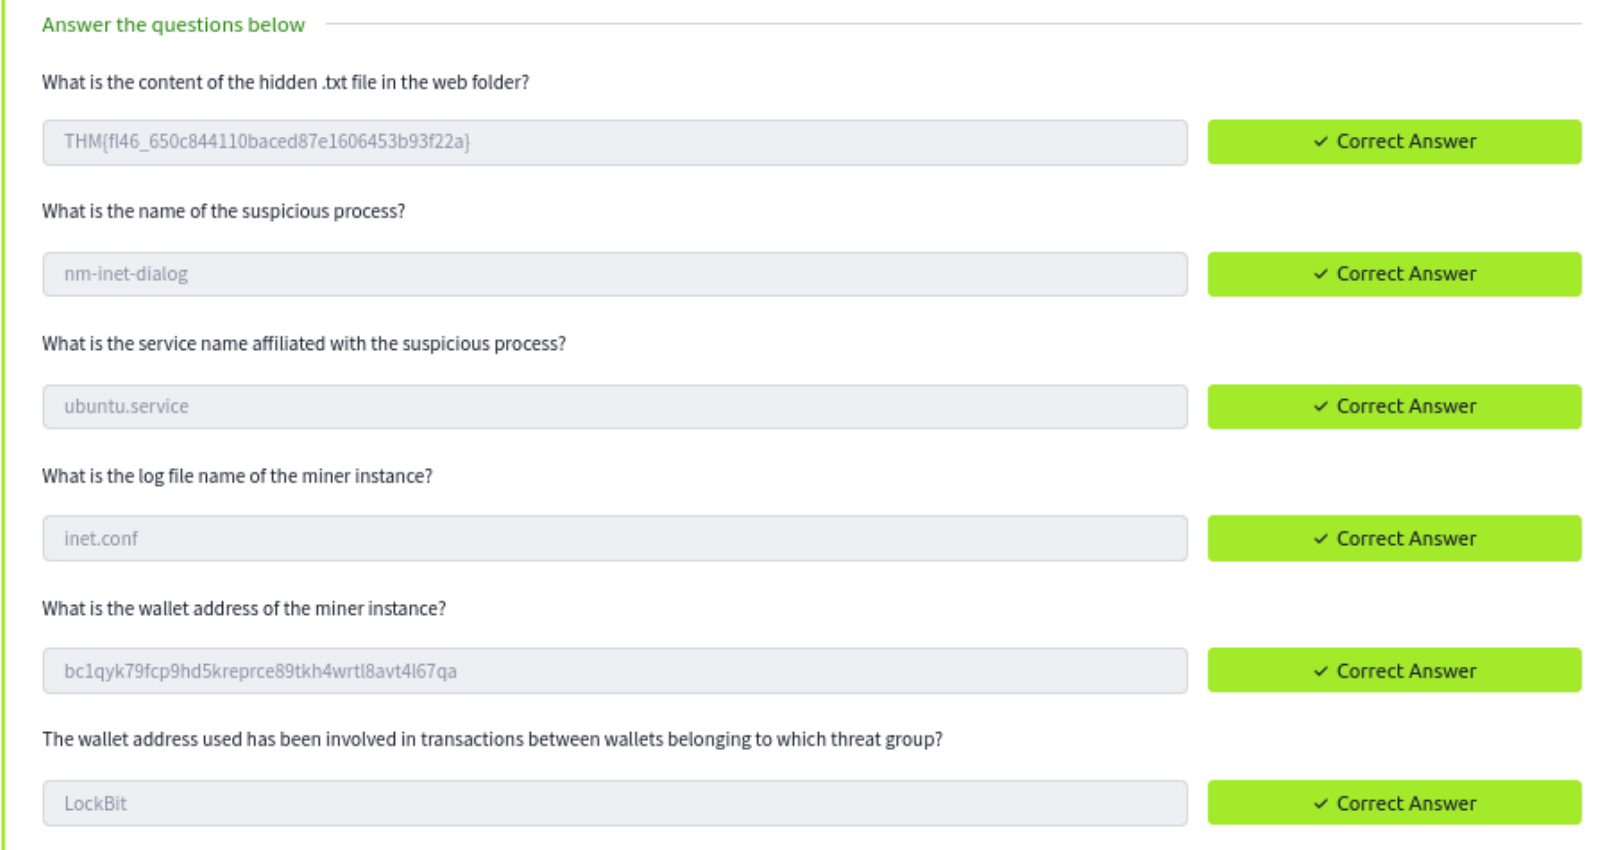 Answer the questions below
What is the content of the hidden .txt file in the web folder?
THM{fl46_650c844110baced87e1606453b93f22a}
✓ Correct Answer
What is the name of the suspicious process?
nm-inet-dialog
✓ Correct Answer
What is the service name affiliated with the suspicious process?
ubuntu.service
✓ Correct Answer
What is the log file name of the miner instance?
inet.conf
✓ Correct Answer
What is the wallet address of the miner instance?
bc1qyk79fcp9hd5kreprce89tkh4wrtl8avt4l67qa
✓ Correct Answer
The wallet address used has been involved in transactions between wallets belonging to which threat group?
LockBit
✓ Correct Answer